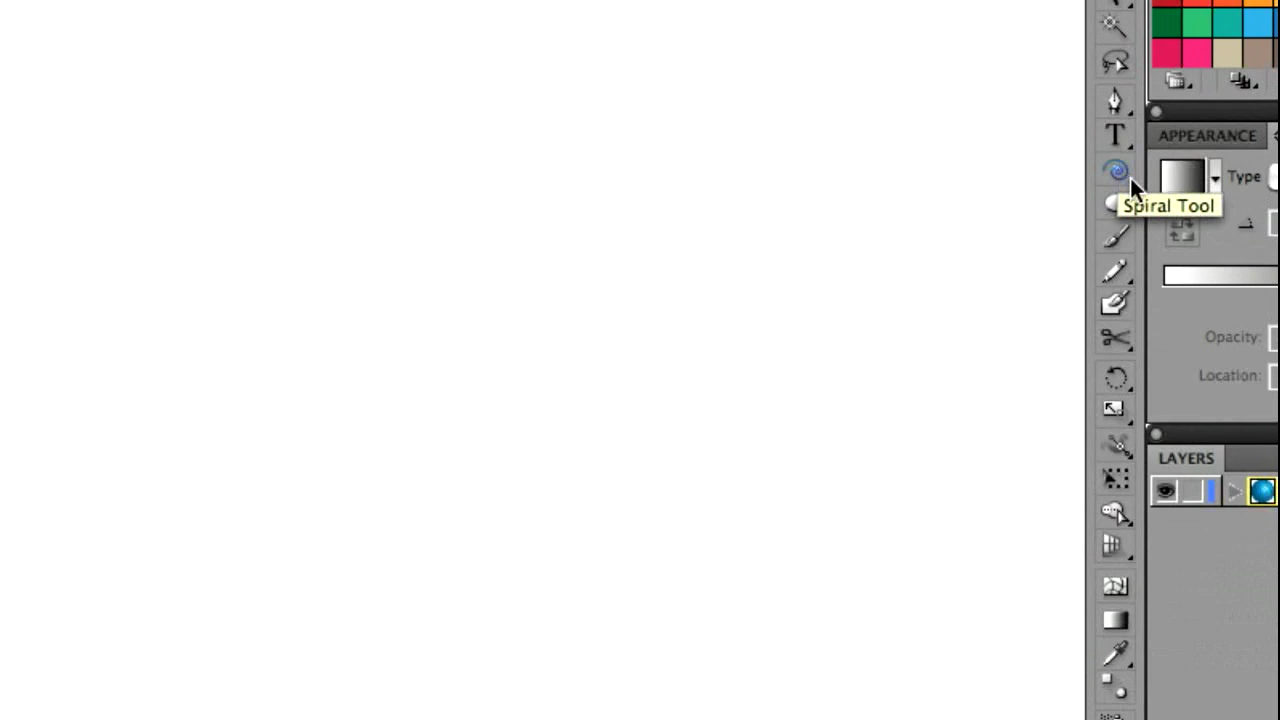 APPEARANCE
Type
Spiral Tool
Opacity:
Location:
LAYERS